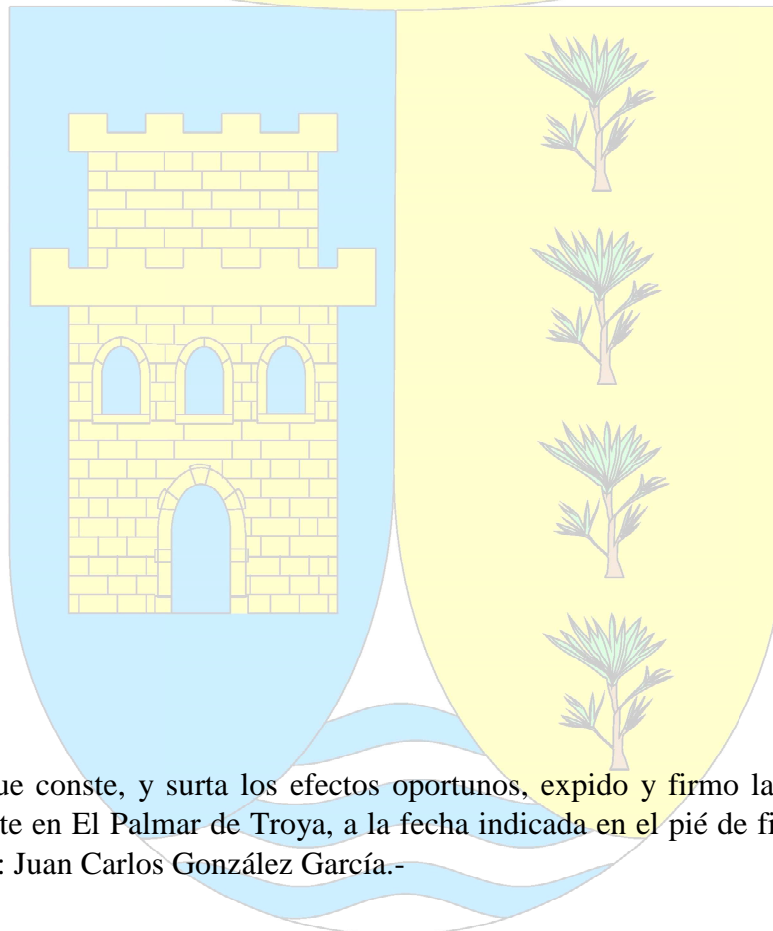 ue conste, y surta los efectos oportunos, expido y firmo la
te en El Palmar de Troya, a la fecha indicada en el pié de fi
: Juan Carlos González García.-